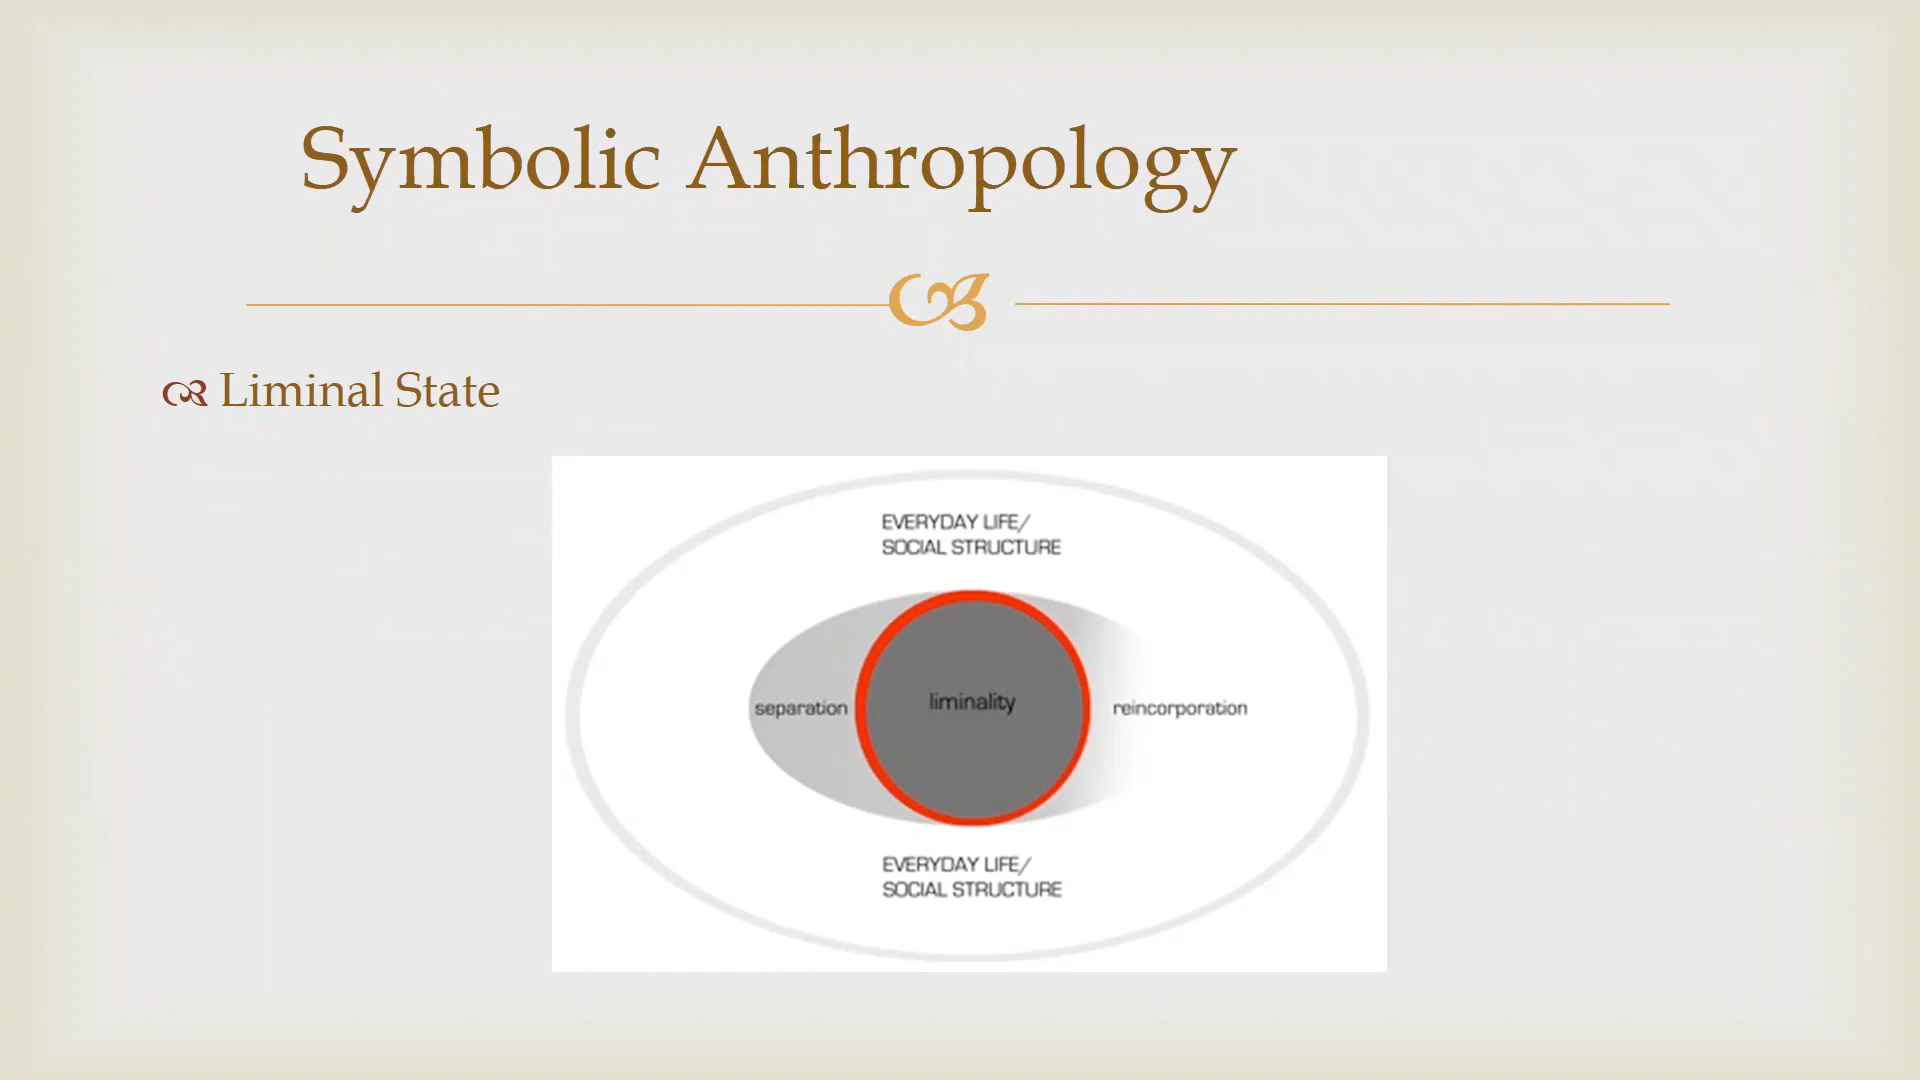 Symbolic Anthropology
Liminal State
EVERYDAY LIFE/
SOCIAL STRUCTURE
separation
liminality
reincorporation
EVERYDAY LIFE/
SOCIAL STRUCTURE